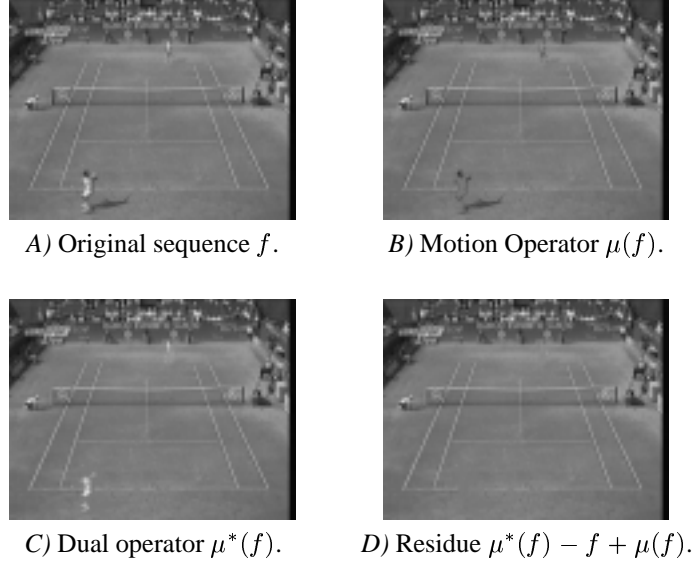 A) Original sequence f.
B) Motion Operator μ(f).
C) Dual operator μ*(f).
D) Residue μ*(f) − f + μ(f).